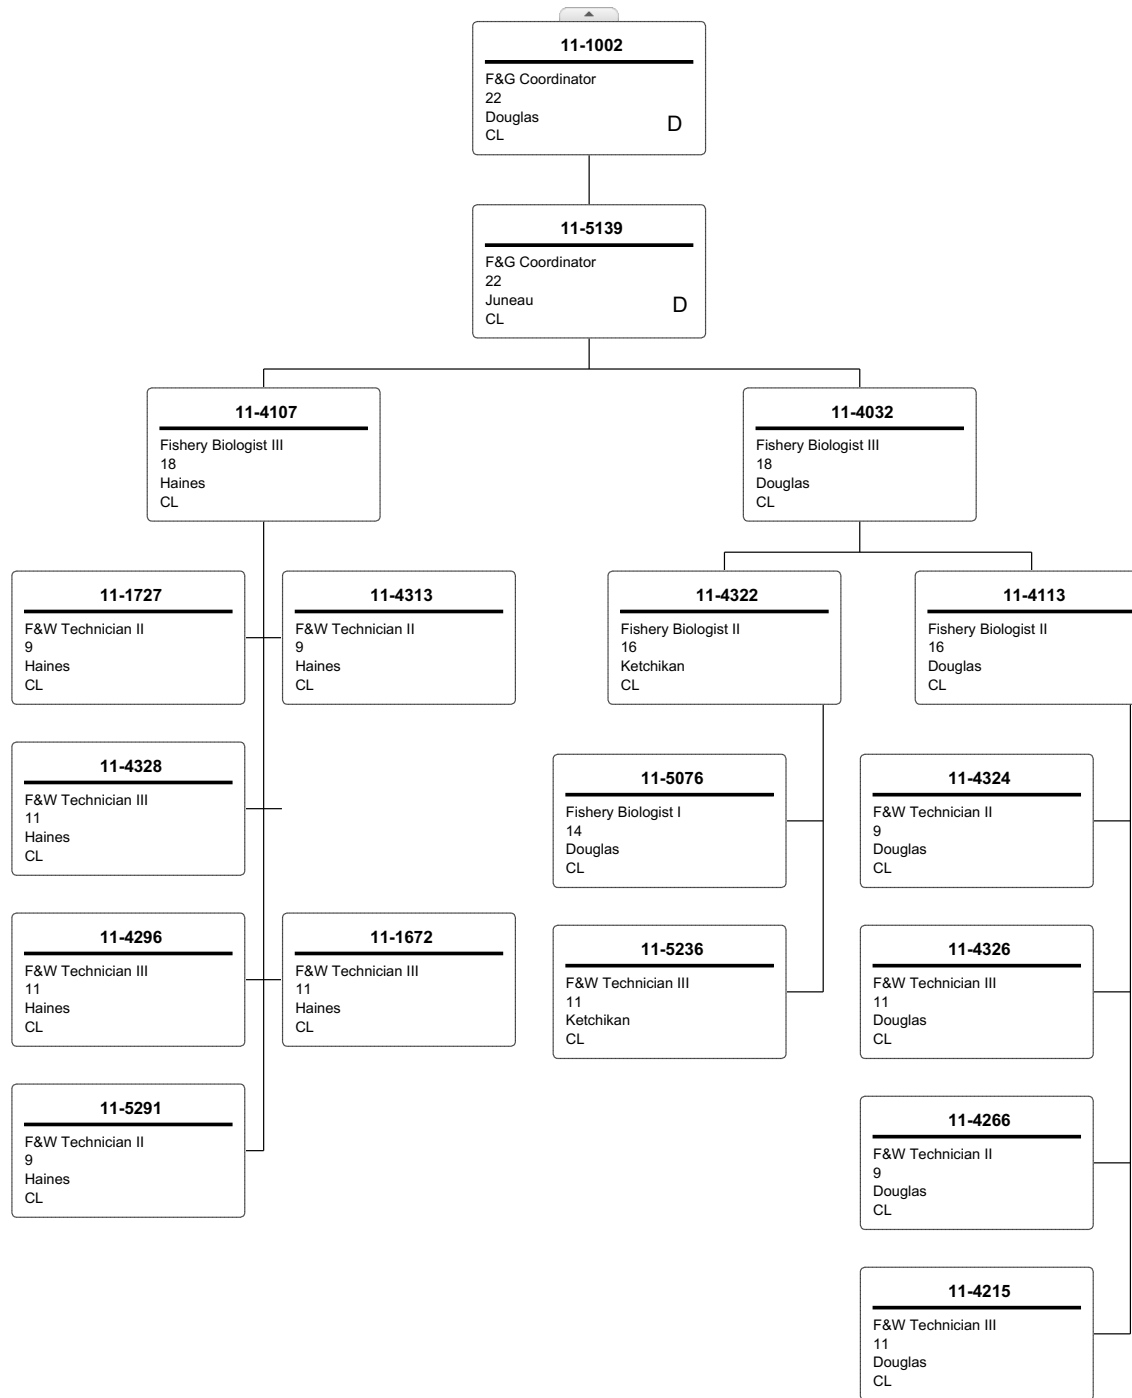 11-1002
F&G Coordinator
22
Douglas
CL
D
11-5139
F&G Coordinator
22
Juneau
CL
D
11-4107
Fishery Biologist III
18
Haines
CL
11-4032
Fishery Biologist III
18
Douglas
CL
11-1727
F&W Technician II
9
Haines
CL
11-4313
F&W Technician II
9
Haines
CL
11-4322
Fishery Biologist II
16
Ketchikan
CL
11-4113
Fishery Biologist II
16
Douglas
CL
11-4328
F&W Technician III
11
Haines
CL
11-5076
Fishery Biologist I
14
Douglas
CL
11-4324
F&W Technician II
9
Douglas
CL
11-4296
F&W Technician III
11
Haines
CL
11-1672
F&W Technician III
11
Haines
CL
11-5236
F&W Technician III
11
Ketchikan
CL
11-4326
F&W Technician III
11
Douglas
CL
11-5291
F&W Technician II
9
Haines
CL
11-4266
F&W Technician II
9
Douglas
CL
11-4215
F&W Technician III
11
Douglas
CL